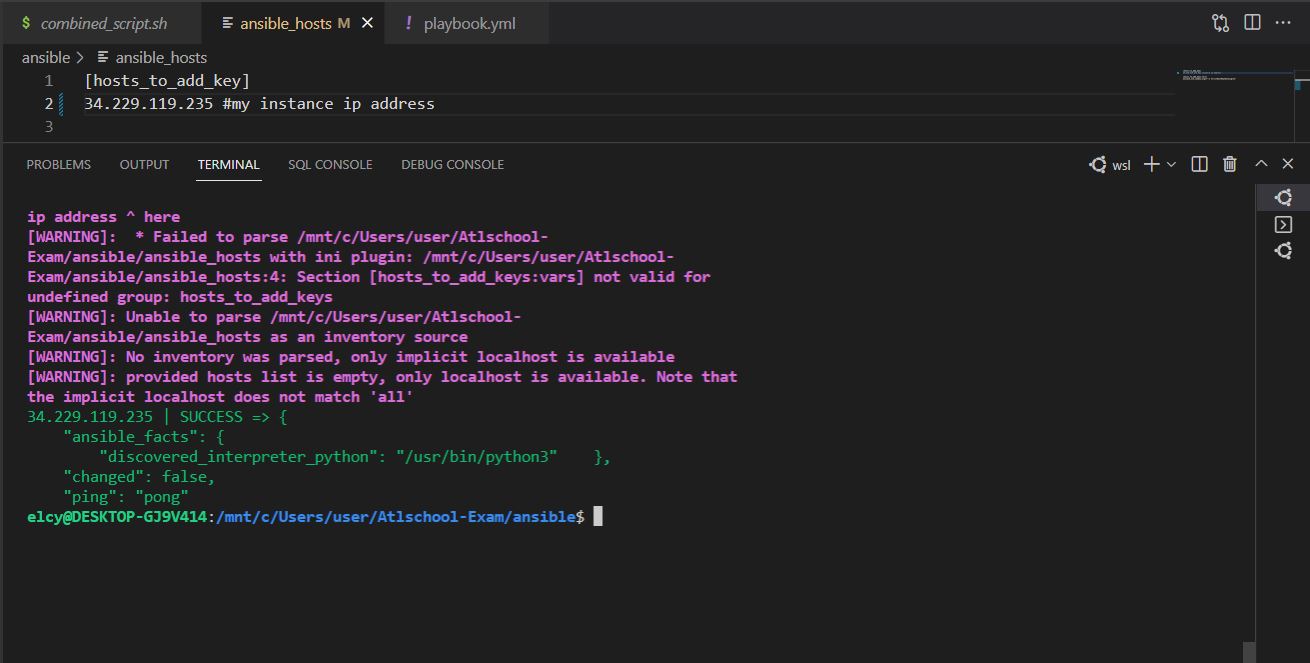 $ combined_script.sh ansible_hosts M × ! playbook.yml
ansible > ansible_hosts
1 [hosts_to_add_key]
2 34.229.119.235 #my instance ip address
3
PROBLEMS OUTPUT TERMINAL SQL CONSOLE DEBUG CONSOLE wsl
ip address ^ here
[WARNING]:  * Failed to parse /mnt/c/Users/user/Atlschool-
Exam/ansible/ansible_hosts with ini plugin: /mnt/c/Users/user/Atlschool-
Exam/ansible/ansible_hosts:4: Section [hosts_to_add_keys:vars] not valid for
undefined group: hosts_to_add_keys
[WARNING]: Unable to parse /mnt/c/Users/user/Atlschool-
Exam/ansible/ansible_hosts as an inventory source
[WARNING]: No inventory was parsed, only implicit localhost is available
[WARNING]: provided hosts list is empty, only localhost is available. Note that
the implicit localhost does not match 'all'
34.229.119.235 | SUCCESS => {
    "ansible_facts": {
        "discovered_interpreter_python": "/usr/bin/python3"    },
    "changed": false,
    "ping": "pong"
elcy@DESKTOP-GJ9V414:/mnt/c/Users/user/Atlschool-Exam/ansible$